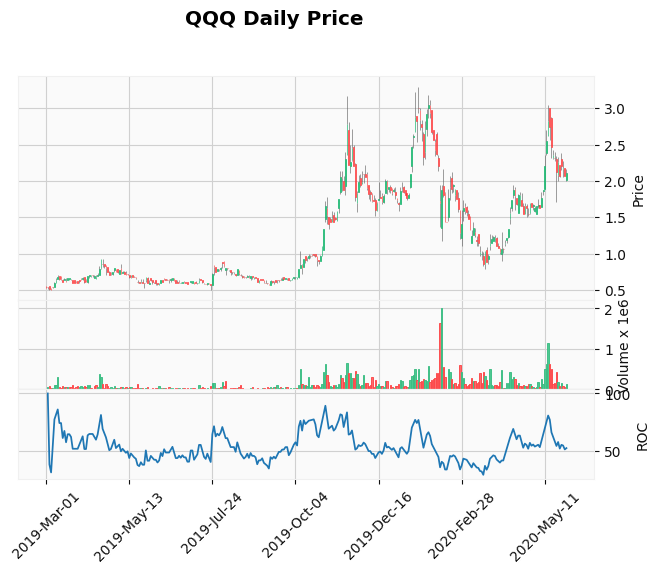 QQQ Daily Price
3.0
2.5
2.0
1.5
1.0
0.5
Price
2
1
Volume x 1e6
100
50
ROC
2019-Mar-01
2019-May-13
2019-Jul-24
2019-Oct-04
2019-Dec-16
2020-Feb-28
2020-May-11